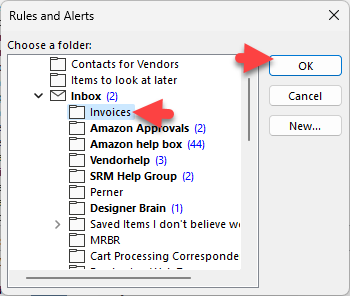 Rules and Alerts
Choose a folder:
Contacts for Vendors
Items to look at later
Inbox (2)
Invoices
Amazon Approvals (2)
Amazon help box (44)
Vendorhelp (3)
SRM Help Group (2)
Perner
Designer Brain (1)
Saved Items I don't believe we
MRBR
Cart Processing Corresponde
OK
Cancel
New...